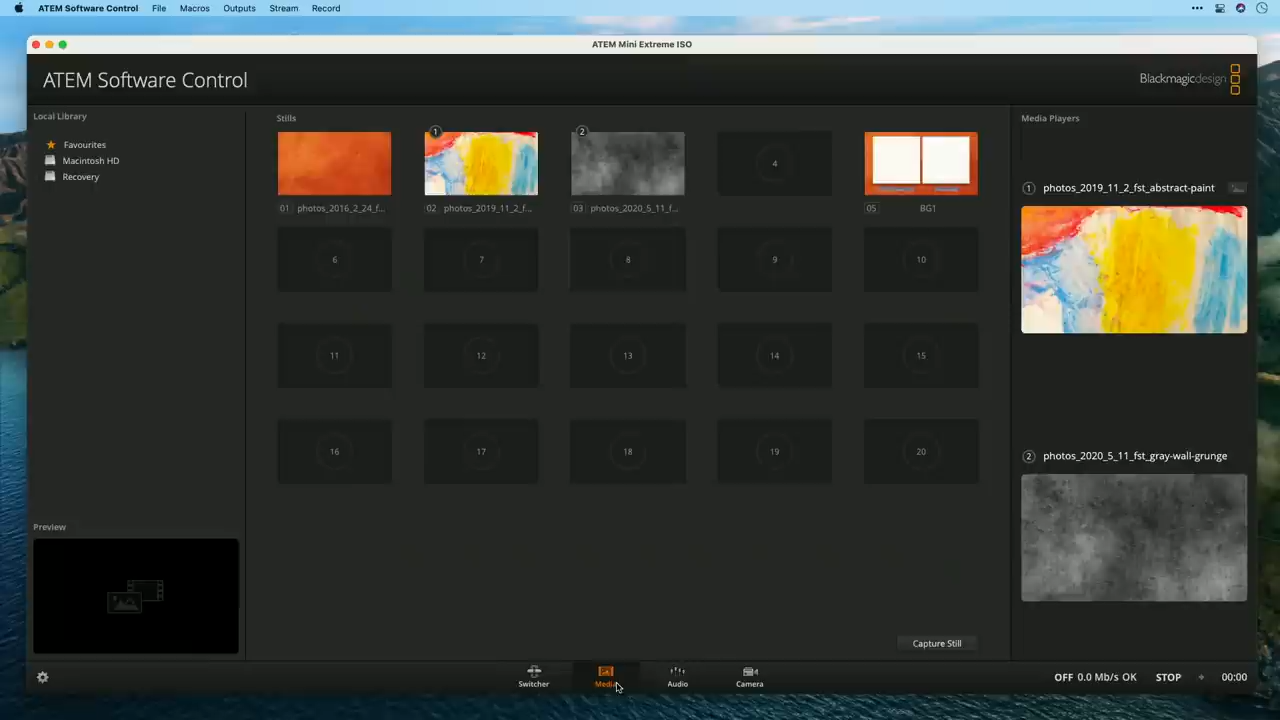 ATEM Software Control File Macros Outputs Stream Record
ATEM Mini Extreme ISO
ATEM Software Control
Blackmagicdesign
Local Library
Favourites
Macintosh HD
Recovery
Stills
1
2
4
01 photos_2016_2_24_f...
02 photos_2019_11_2_f...
03 photos_2020_5_11_f...
05 BG1
6 7 8 9 10
11 12 13 14 15
16 17 18 19 20
Capture Still
Media Players
1 photos_2019_11_2_fst_abstract-paint
2 photos_2020_5_11_fst_gray-wall-grunge
Preview
Switcher
Media
Audio
Camera
OFF 0.0 Mb/s OK STOP 00:00